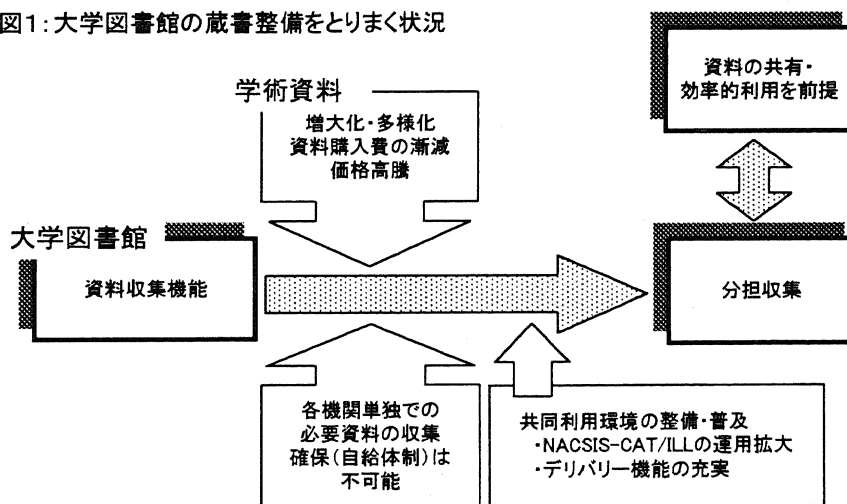 図1:大学図書館の蔵書整備をとりまく状況
資料の共有・
効率的利用を前提
学術資料
増大化・多様化
資料購入費の漸減
価格高騰
大学図書館
資料収集機能
分担収集
各機関単独での
必要資料の収集
確保(自給体制)は
不可能
共同利用環境の整備・普及
・NACSIS-CAT/ILLの運用拡大
・デリバリー機能の充実